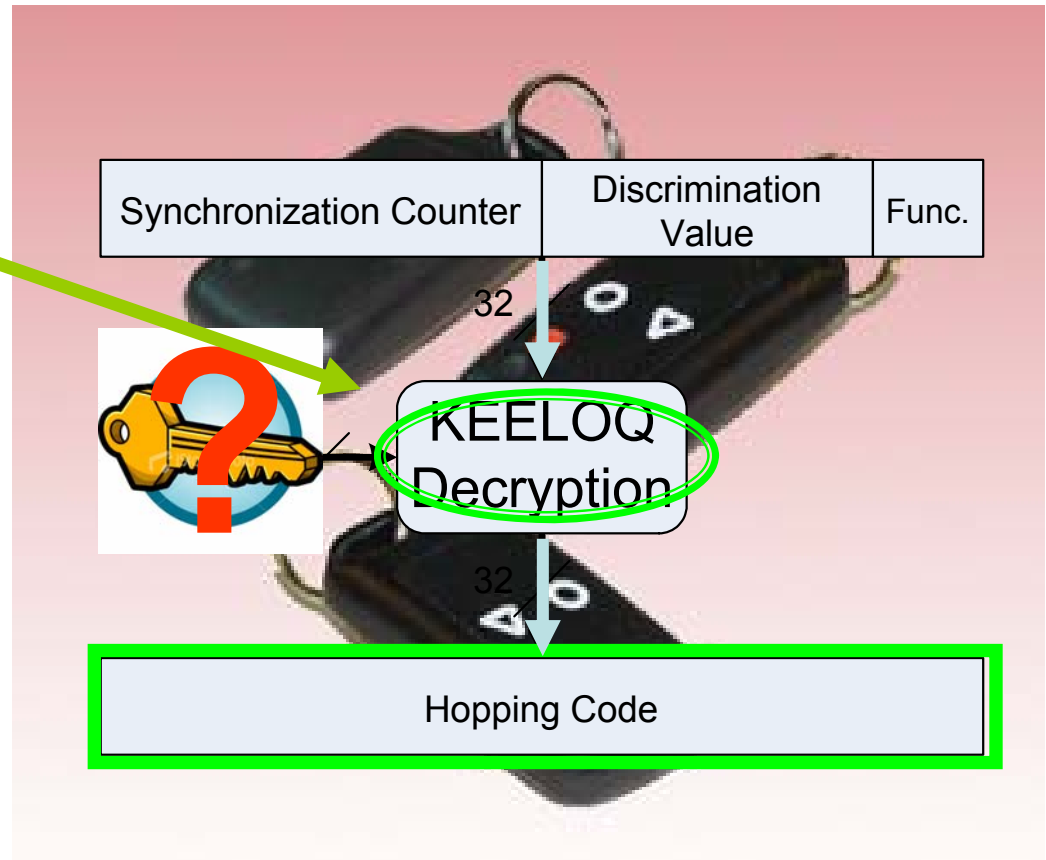 Synchronization Counter
Discrimination
Value
Func.
32
?
KEELOQ
Decryption
32
Hopping Code